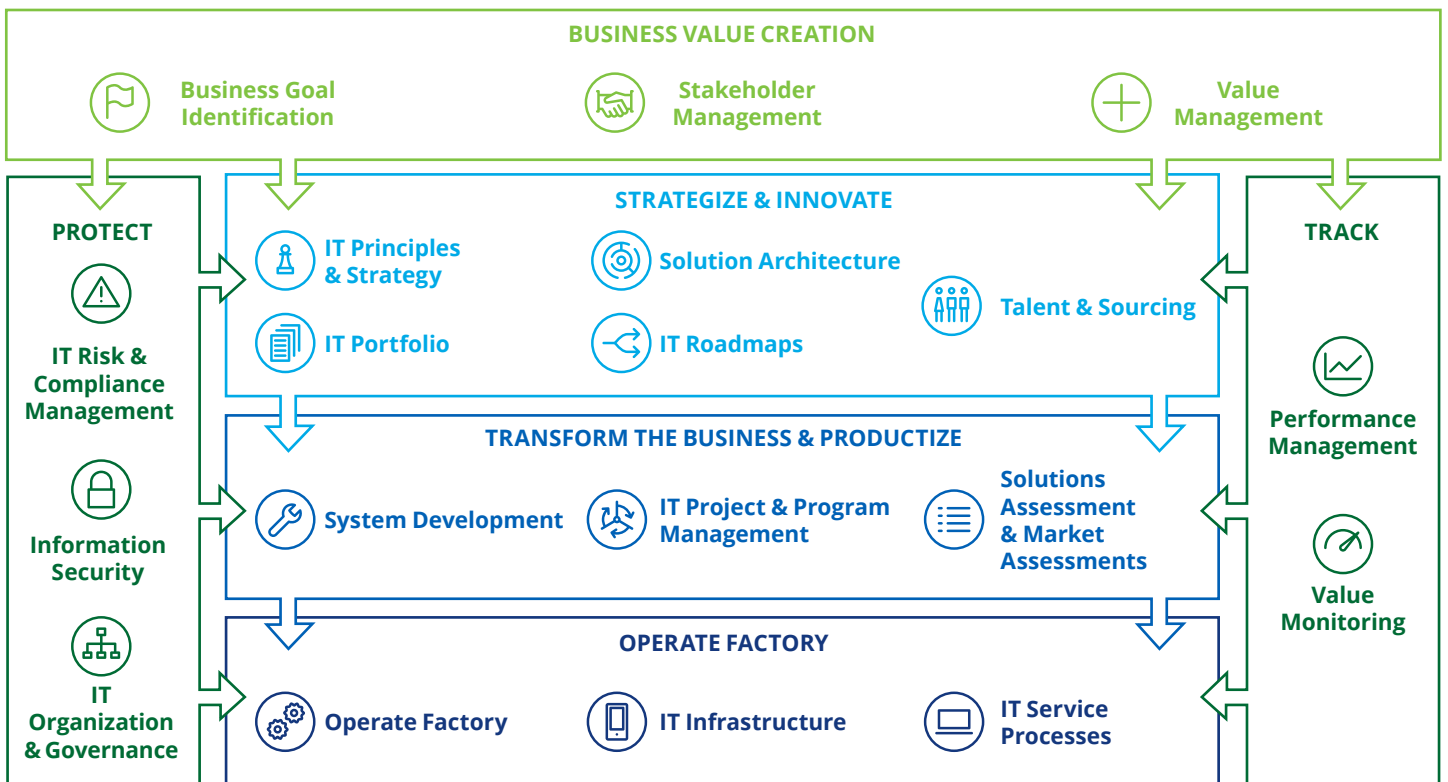 BUSINESS VALUE CREATION
Business Goal
Identification
Stakeholder
Management
Value
Management
PROTECT
IT Risk &
Compliance
Management
Information
Security
IT
Organization
& Governance
STRATEGIZE & INNOVATE
IT Principles
& Strategy
Solution Architecture
Talent & Sourcing
IT Portfolio
IT Roadmaps
TRANSFORM THE BUSINESS & PRODUCTIZE
System Development
IT Project & Program
Management
Solutions
Assessment
& Market
Assessments
OPERATE FACTORY
Operate Factory
IT Infrastructure
IT Service
Processes
TRACK
Performance
Management
Value
Monitoring